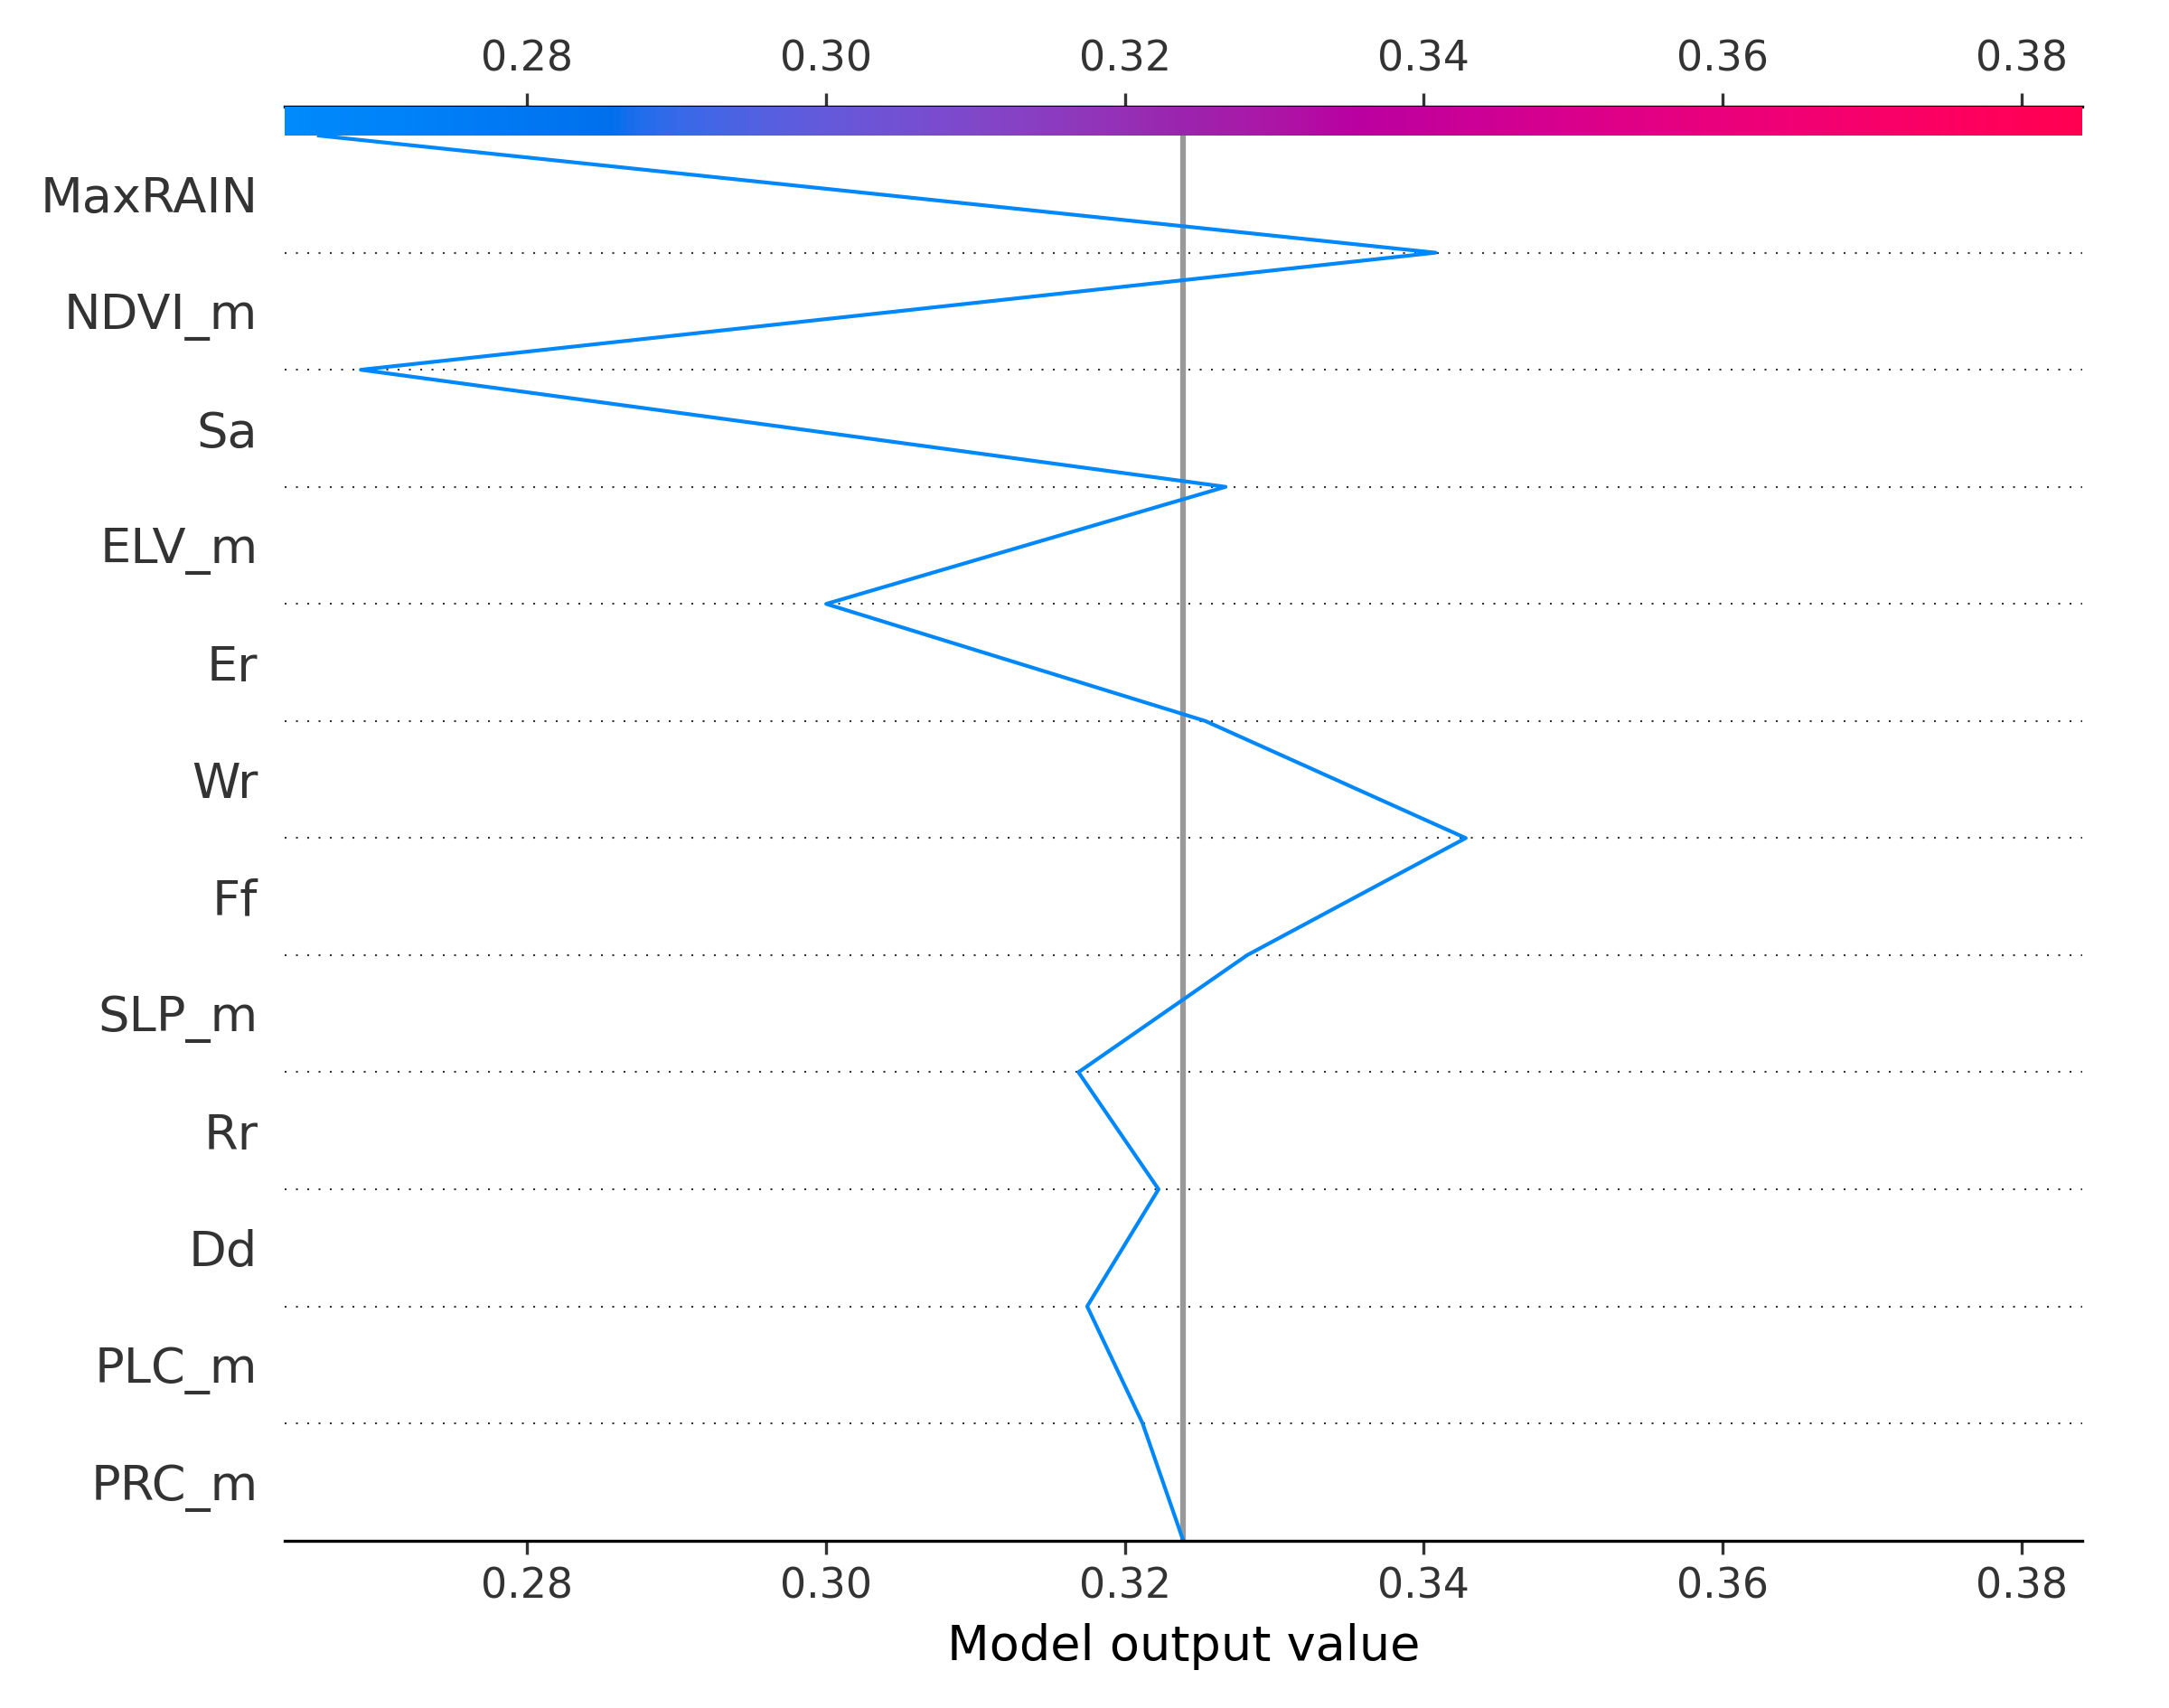 0.28 0.30 0.32 0.34 0.36 0.38
MaxRAIN
NDVI_m
Sa
ELV_m
Er
Wr
Ff
SLP_m
Rr
Dd
PLC_m
PRC_m
0.28 0.30 0.32 0.34 0.36 0.38
Model output value